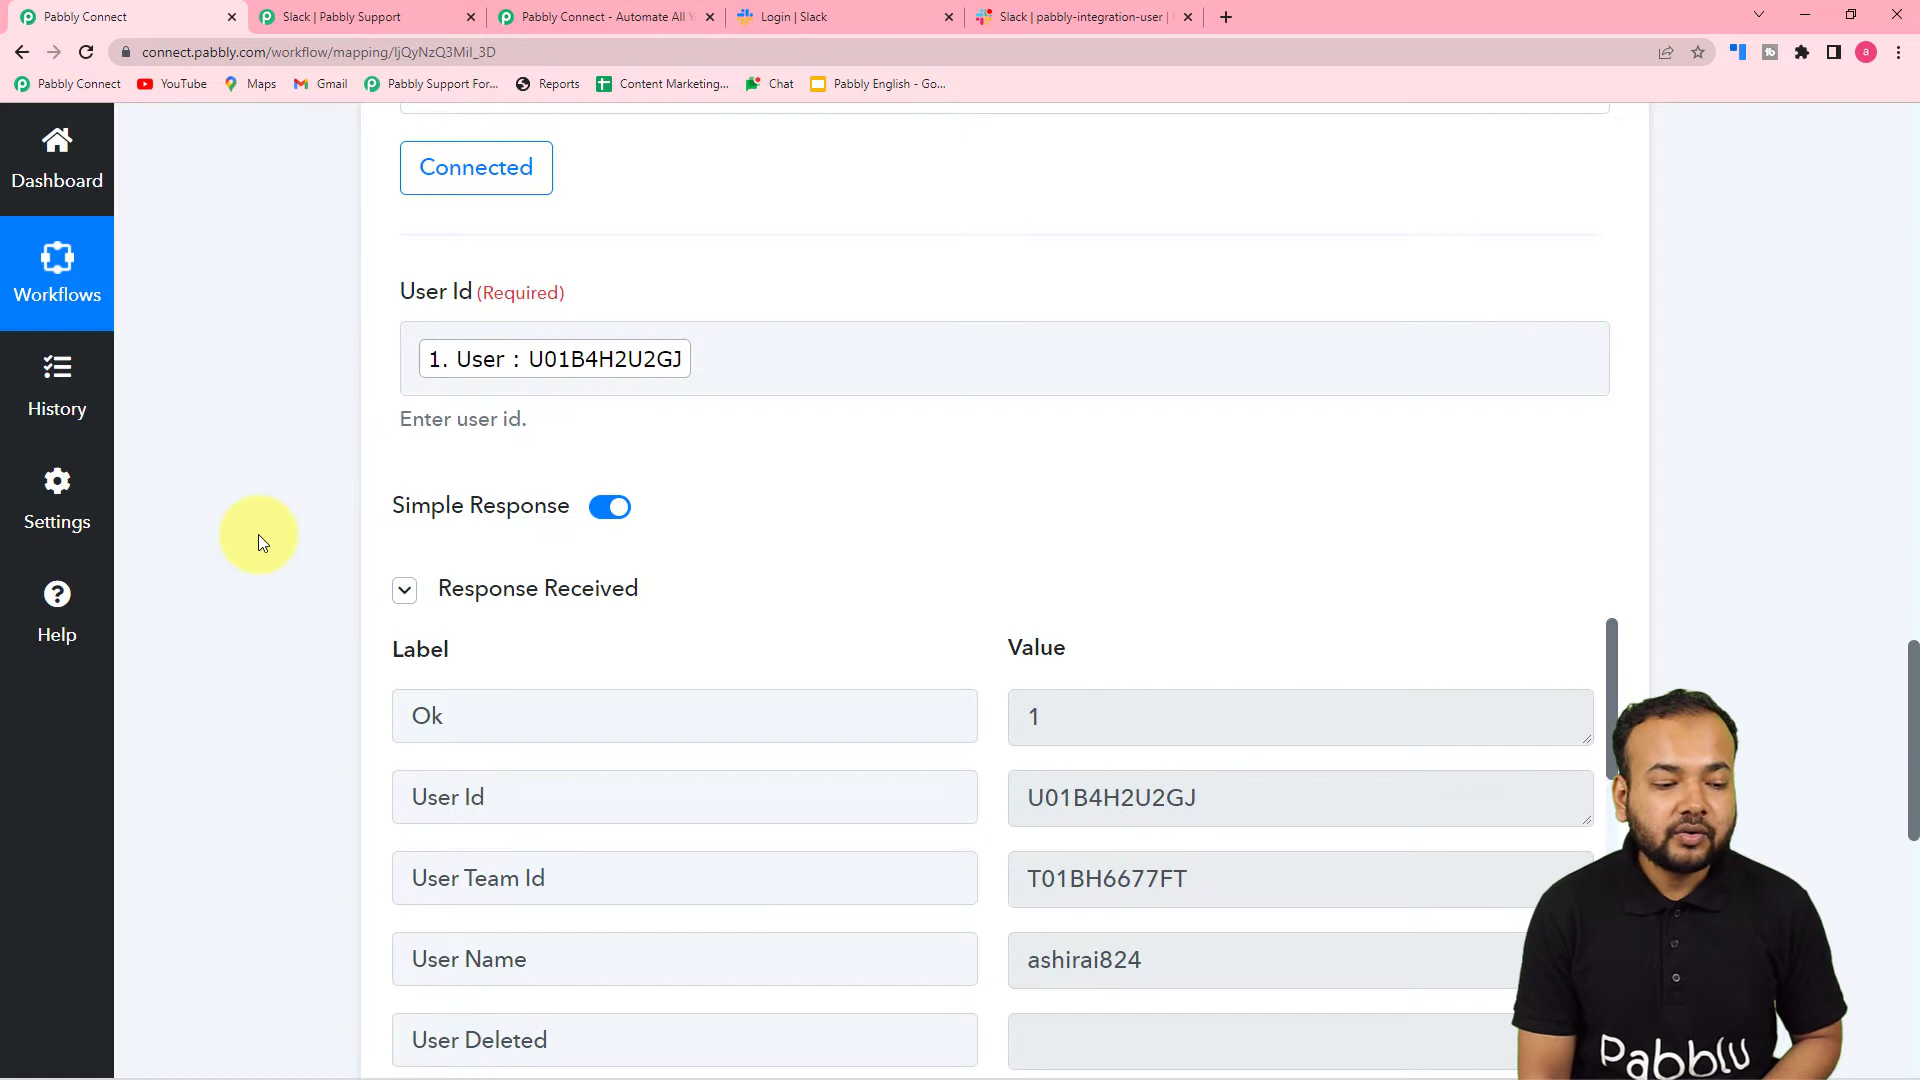 Pabbly Connect
Slack | Pabbly Support
Pabbly Connect - Automate All Y
Login | Slack
Slack | pabbly-integration-user |
connect.pabbly.com/workflow/mapping/IjQyNzQ3MiI_3D
a
Pabbly Connect
YouTube
Maps
Gmail
Pabbly Support For...
Reports
Content Marketing...
Chat
Pabbly English - Go...
Dashboard
Workflows
History
Settings
Help
Connected
User Id (Required)
1. User : U01B4H2U2GJ
Enter user id.
Simple Response
Response Received
Label
Value
Ok
1
User Id
U01B4H2U2GJ
User Team Id
T01BH6677FT
User Name
ashirai824
User Deleted
Pabbly